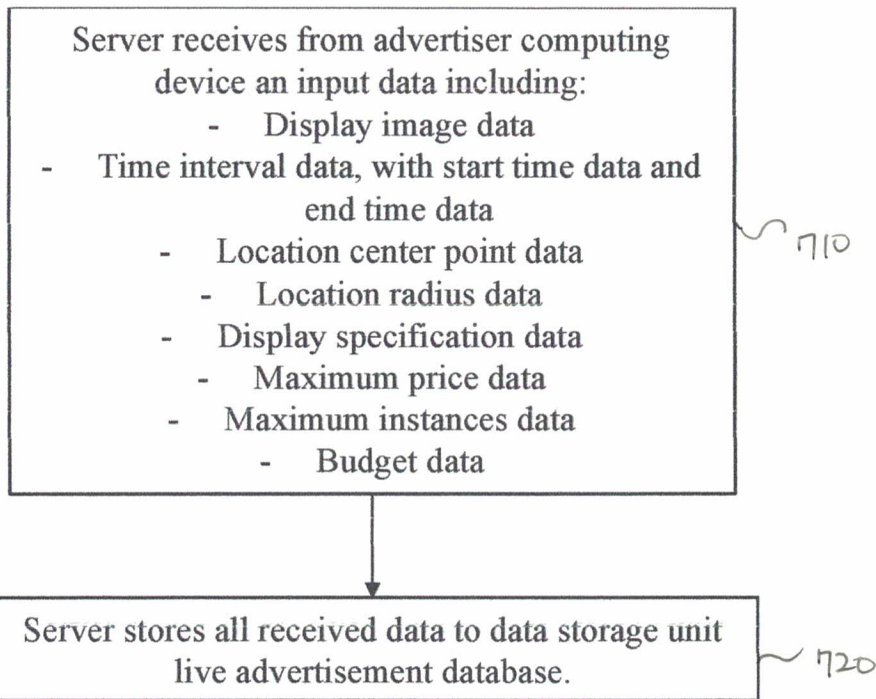 Server receives from advertiser computing
device an input data including:
- Display image data
- Time interval data, with start time data and
end time data
- Location center point data
- Location radius data
- Display specification data
- Maximum price data
- Maximum instances data
- Budget data
710
Server stores all received data to data storage unit
live advertisement database.
720